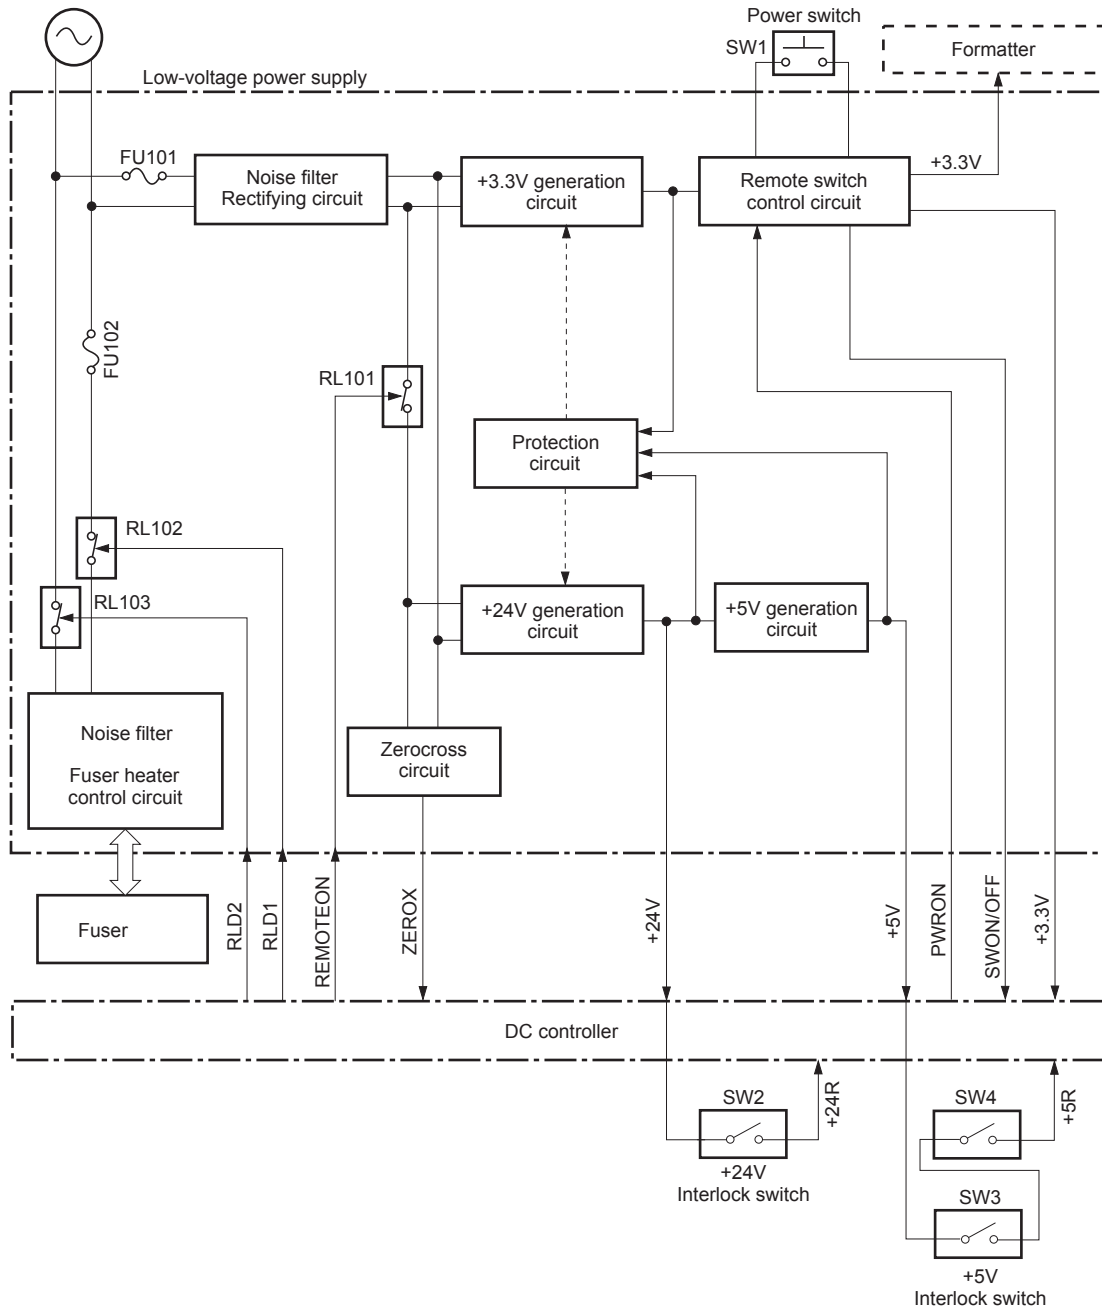 Power switch
SW1
Formatter
Low-voltage power supply
FU101
Noise filter
Rectifying circuit
+3.3V generation
circuit
Remote switch
control circuit
+3.3V
FU102
RL101
Protection
circuit
RL102
RL103
+24V generation
circuit
+5V generation
circuit
Noise filter
Fuser heater
control circuit
Zerocross
circuit
Fuser
RLD2
RLD1
REMOTEON
ZEROX
+24V
+5V
PWRON
SWON/OFF
+3.3V
DC controller
SW2
+24R
SW4
+5R
+24V
Interlock switch
SW3
+5V
Interlock switch